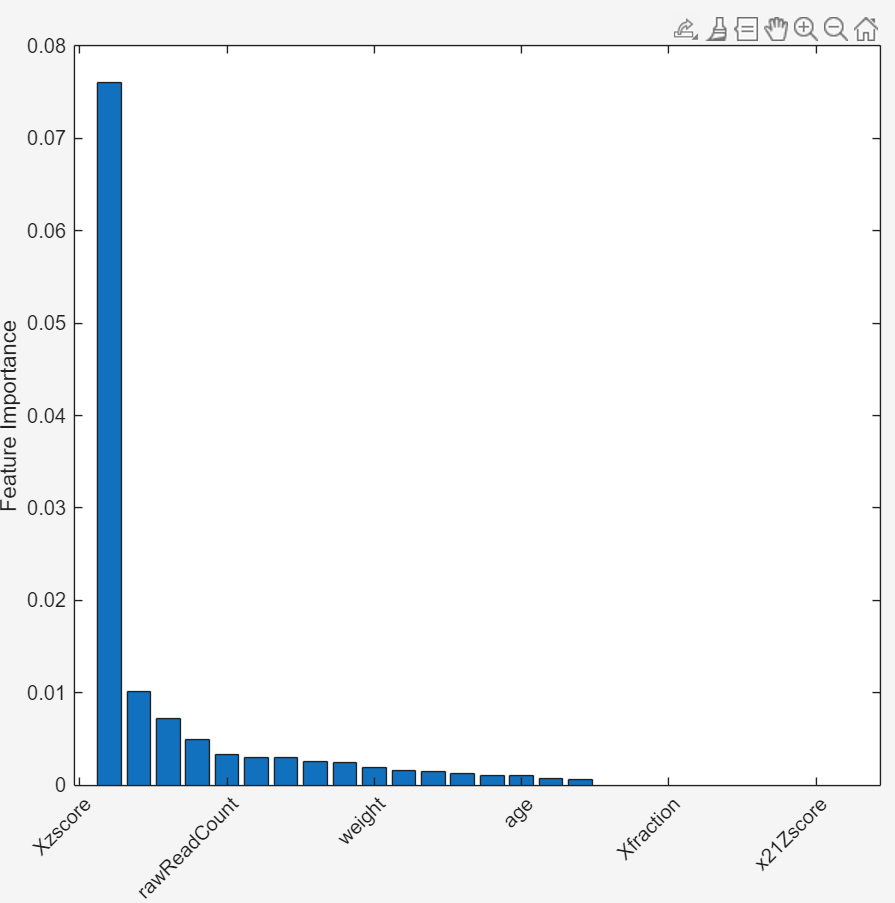 0.08
0.07
0.06
0.05
0.04
0.03
0.02
0.01
0
Feature Importance
Xzscore
rawReadCount
weight
age
Xfraction
x21Zscore